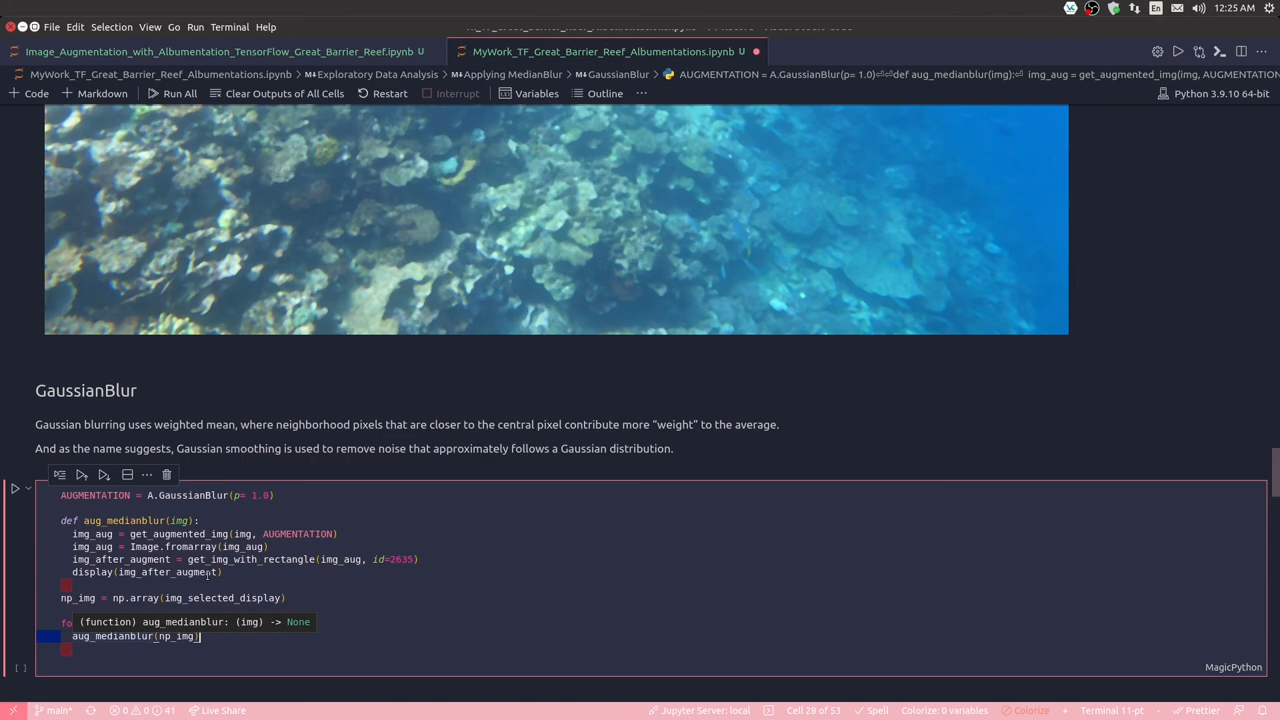 En 12:25 AM
File Edit Selection View Go Run Terminal Help
Image_Augmentation_with_Albumentation_TensorFlow_Great_Barrier_Reef.ipynb U
MyWork_TF_Great_Barrier_Reef_Albumentations.ipynb U
MyWork_TF_Great_Barrier_Reef_Albumentations.ipynb > Exploratory Data Analysis > Applying MedianBlur > GaussianBlur > AUGMENTATION = A.GaussianBlur(p= 1.0)⏎⏎def aug_medianblur(img):⏎ img_aug = get_augmented_img(img, AUGMENTATION
+ Code + Markdown Run All Clear Outputs of All Cells Restart Interrupt Variables Outline ··· Python 3.9.10 64-bit
GaussianBlur
Gaussian blurring uses weighted mean, where neighborhood pixels that are closer to the central pixel contribute more “weight” to the average.
And as the name suggests, Gaussian smoothing is used to remove noise that approximately follows a Gaussian distribution.
AUGMENTATION = A.GaussianBlur(p= 1.0)
def aug_medianblur(img):
img_aug = get_augmented_img(img, AUGMENTATION)
img_aug = Image.fromarray(img_aug)
img_after_augment = get_img_with_rectangle(img_aug, id=2635)
display(img_after_augment)
np_img = np.array(img_selected_display)
fo
(function) aug_medianblur: (img) -> None
aug_medianblur(np_img)
[ ] MagicPython
main* 0 0 41 Live Share Jupyter Server: local Cell 28 of 53 Colorize: 0 variables Colorize Terminal 11-pt Spell Prettier